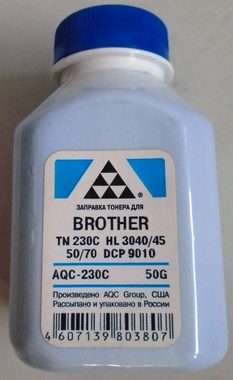 ЗАПРАВКА ТОНЕРА ДЛЯ
BROTHER
TN 230C HL 3040/45
50/70 DCP 9010
AQC-230C 50G
Произведено AQC Group, США
Рассыпано и упаковано в России
4607139803807